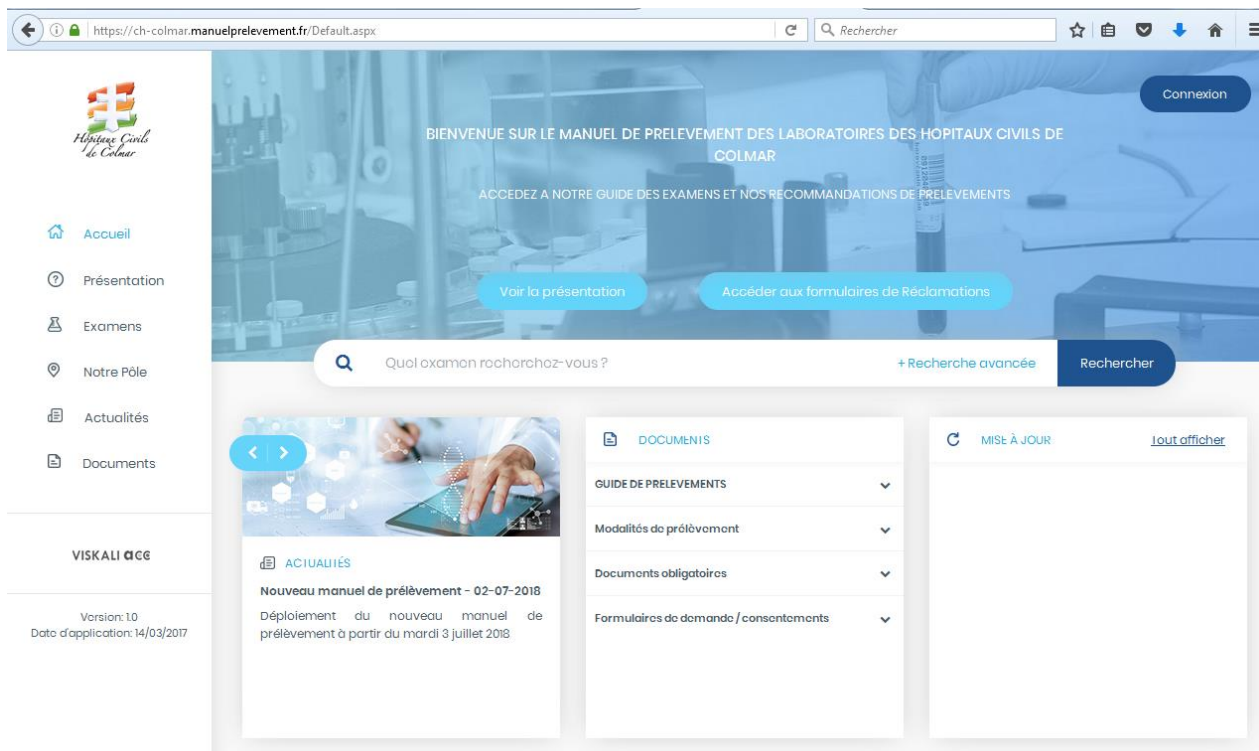 https://ch-colmar.manuelprelevement.fr/Default.aspx
Rechercher
Hôpitaux Civils
de Colmar
Connexion
BIENVENUE SUR LE MANUEL DE PRELEVEMENT DES LABORATOIRES DES HOPITAUX CIVILS DE
COLMAR
ACCEDEZ A NOTRE GUIDE DES EXAMENS ET NOS RECOMMANDATIONS DE PRELEVEMENTS
Voir la présentation
Accéder aux formulaires de Réclamations
Quel examen recherchez-vous ?
+ Recherche avancée
Rechercher
Accueil
Présentation
Examens
Notre Pôle
Actualités
Documents
VISKALI ace
Version: 1.0
Date d'application: 14/03/2017
ACTUALITÉS
Nouveau manuel de prélèvement - 02-07-2018
Déploiement du nouveau manuel de
prélèvement à partir du mardi 3 juillet 2018
DOCUMENTS
GUIDE DE PRELEVEMENTS
Modalités de prélèvement
Documents obligatoires
Formulaires de demande / consentements
MISE À JOUR
Tout afficher